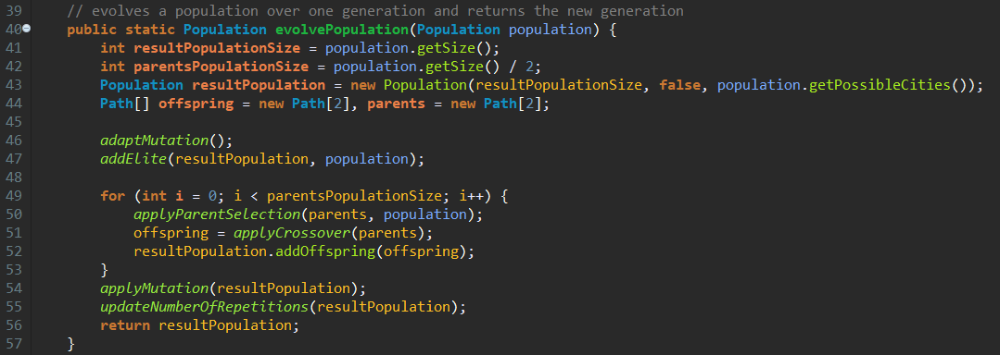 39 // evolves a population over one generation and returns the new generation
40 public static Population evolvePopulation(Population population) {
41 int resultPopulationSize = population.getSize();
42 int parentsPopulationSize = population.getSize() / 2;
43 Population resultPopulation = new Population(resultPopulationSize, false, population.getPossibleCities());
44 Path[] offspring = new Path[2], parents = new Path[2];
45
46 adaptMutation();
47 addElite(resultPopulation, population);
48
49 for (int i = 0; i < parentsPopulationSize; i++) {
50 applyParentSelection(parents, population);
51 offspring = applyCrossover(parents);
52 resultPopulation.addOffspring(offspring);
53 }
54 applyMutation(resultPopulation);
55 updateNumberOfRepetitions(resultPopulation);
56 return resultPopulation;
57 }